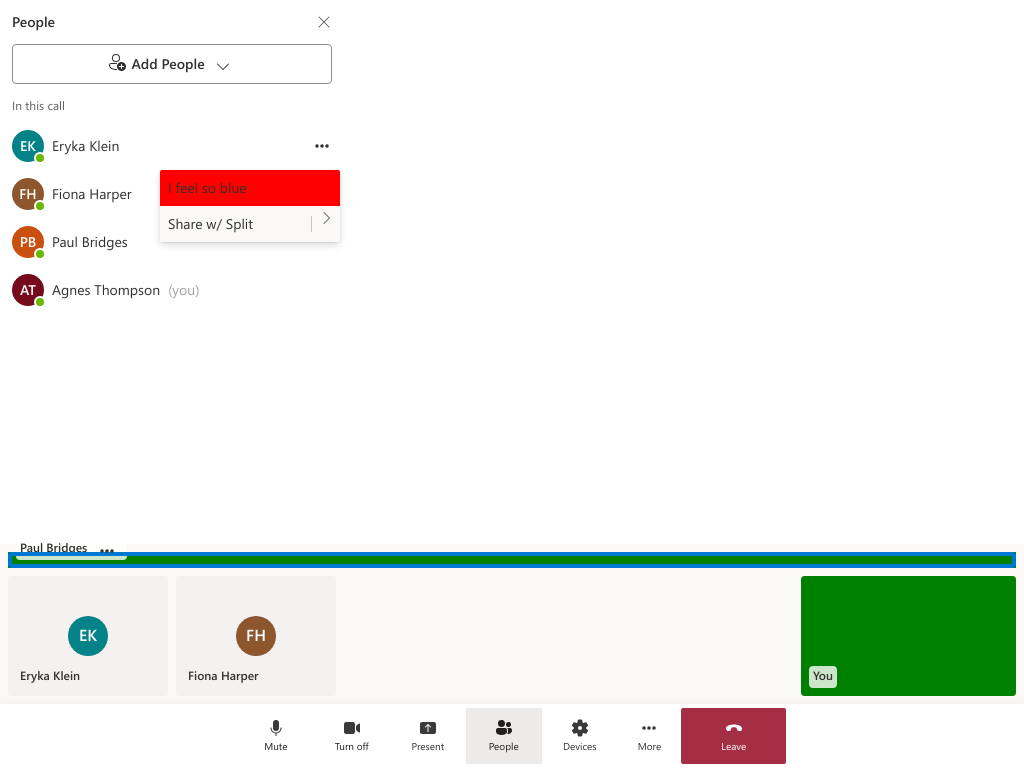 People
Add People
In this call
EK Eryka Klein
FH Fiona Harper
I feel so blue
Share w/ Split
PB Paul Bridges
AT Agnes Thompson (you)
Paul Bridges
EK
FH
Eryka Klein
Fiona Harper
You
Mute
Turn off
Present
People
Devices
More
Leave